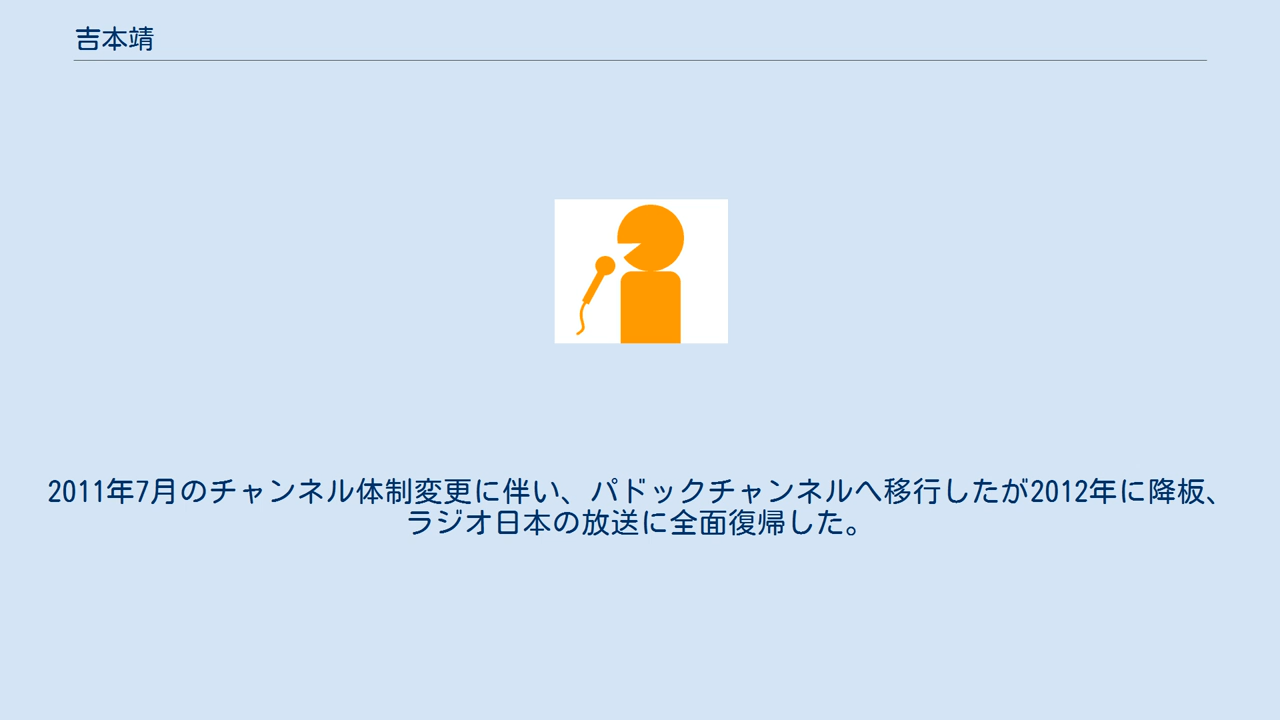 吉本靖
2011年7月のチャンネル体制変更に伴い、パドックチャンネルへ移行したが2012年に降板、
ラジオ日本の放送に全面復帰した。